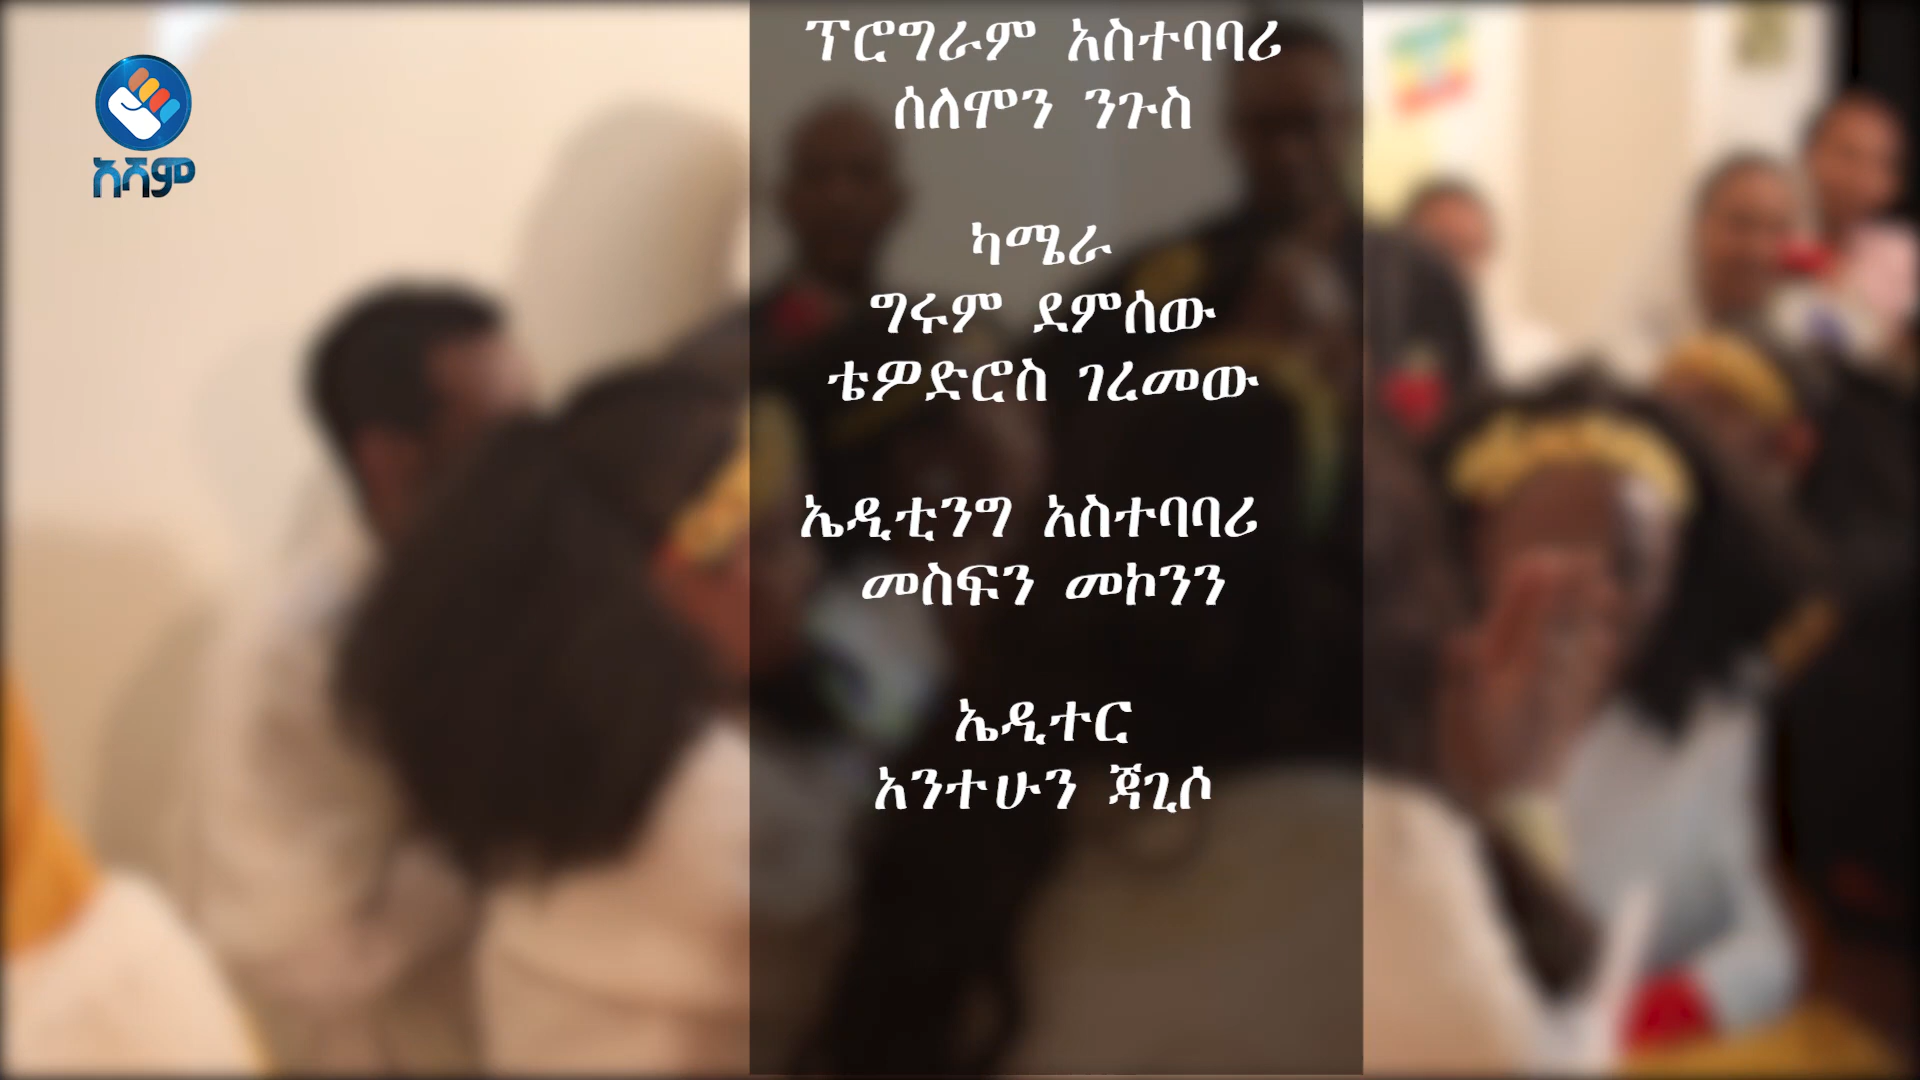 አሻም
ፕሮግራም አስተባባሪ
ሰለሞን ንጉስ
ካሜራ
ግሩም ደምሰው
ቴዎድሮስ ገረመው
ኤዲቲንግ አስተባባሪ
መስፍን መኮንን
ኤዲተር
አንተሁን ጃጊሶ